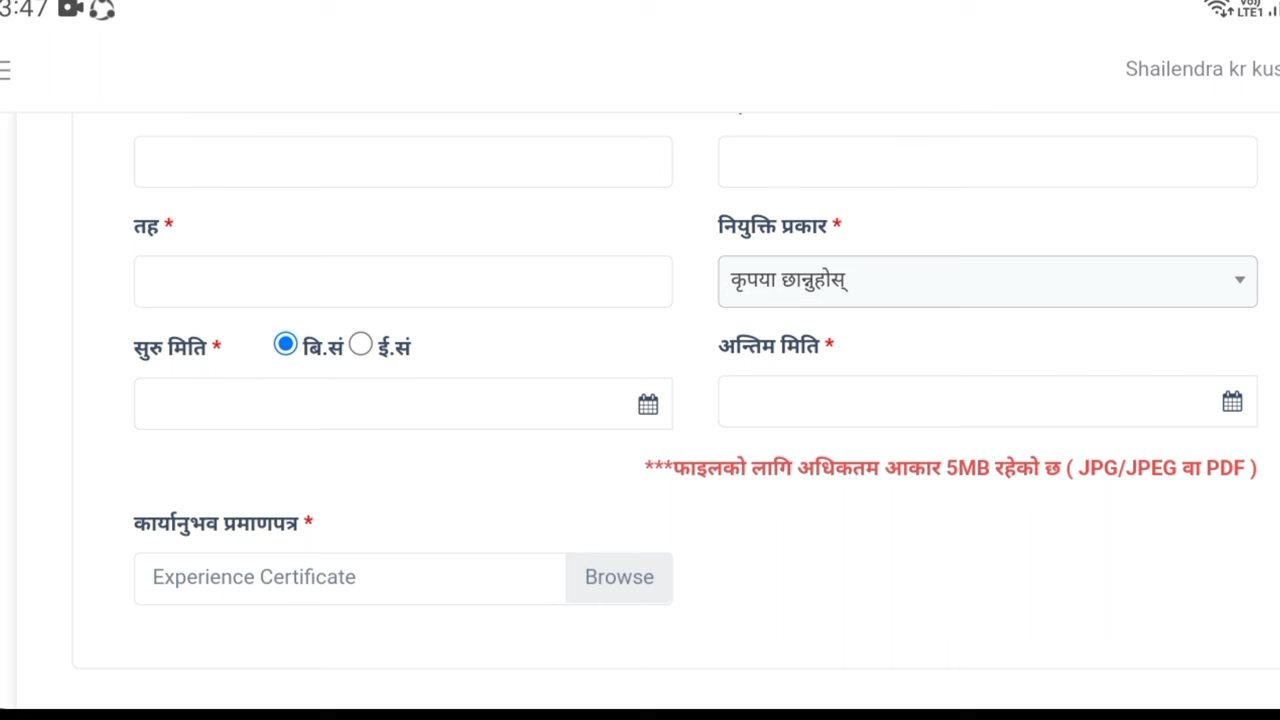 3:47
LTE1
Shailendra kr kus
तह *
नियुक्ति प्रकार *
कृपया छान्नुहोस्
सुरु मिति * बि.सं ई.सं
अन्तिम मिति *
***फाइलको लागि अधिकतम आकार 5MB रहेको छ ( JPG/JPEG वा PDF )
कार्यानुभव प्रमाणपत्र *
Experience Certificate Browse